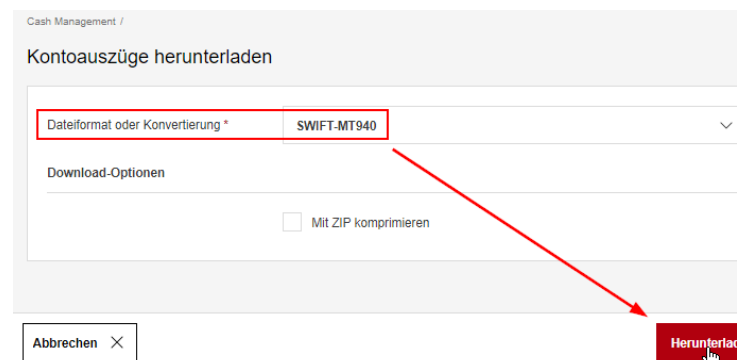 Cash Management /
Kontoauszüge herunterladen
Dateiformat oder Konvertierung * SWIFT-MT940
Download-Optionen
Mit ZIP komprimieren
Abbrechen